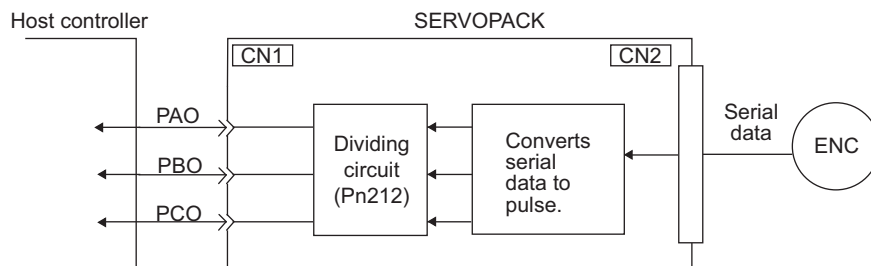 Host controller
SERVOPACK
CN1
CN2
PAO
PBO
PCO
Dividing
circuit
(Pn212)
Converts
serial
data to
pulse.
Serial
data
ENC